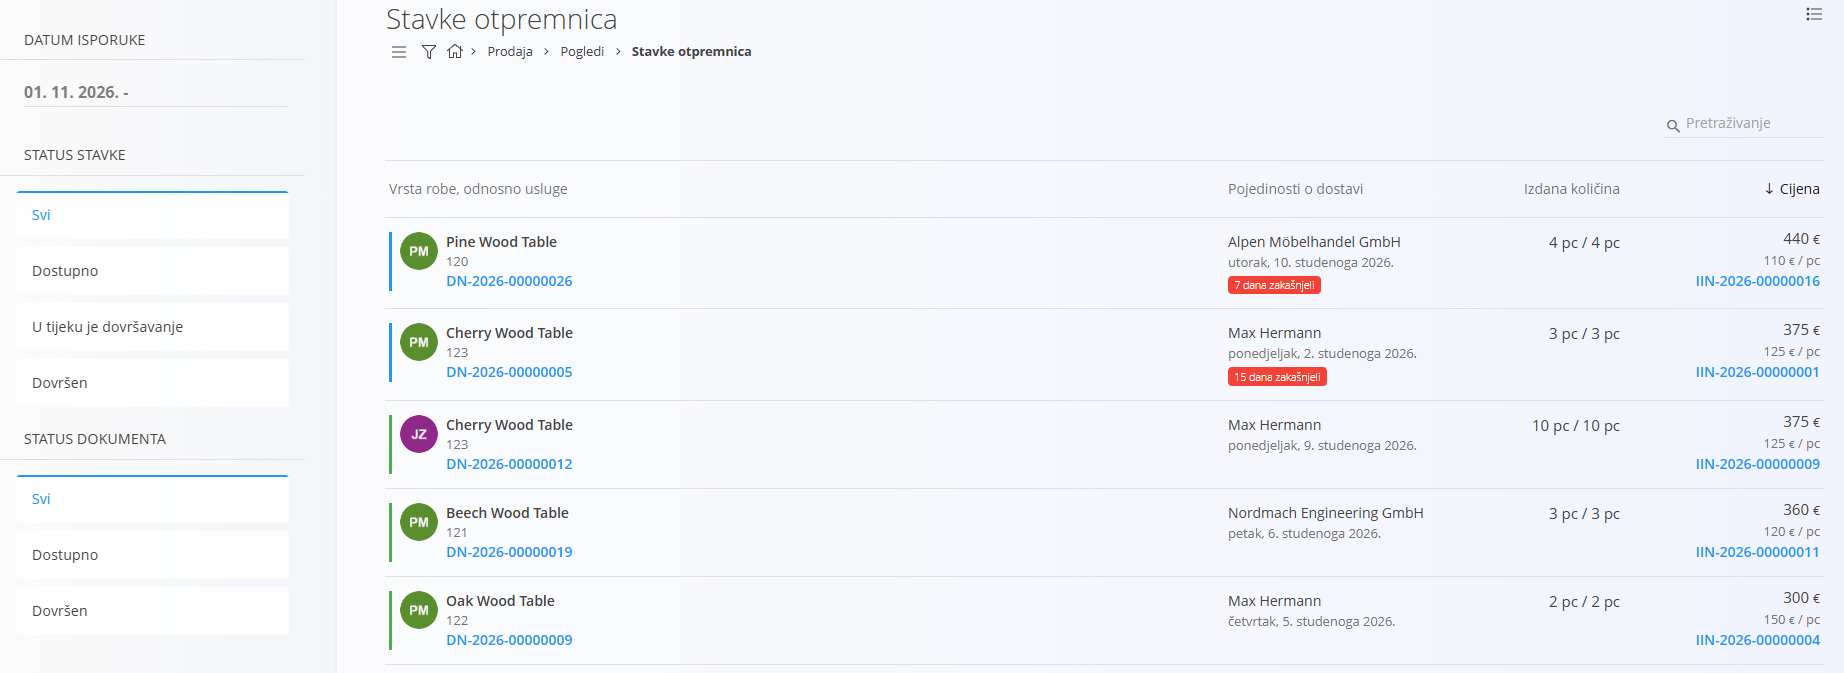 DATUM ISPORUKE
01. 11. 2026. -
STATUS STAVKE
Svi
Dostupno
U tijeku je dovršavanje
Dovršen
STATUS DOKUMENTA
Svi
Dostupno
Dovršen
Stavke otpremnica
Prodaja > Pogledi > Stavke otpremnica
Pretraživanje
Vrsta robe, odnosno usluge Pojedinosti o dostavi Izdana količina ↓ Cijena
PM Pine Wood Table Alpen Möbelhandel GmbH 4 pc / 4 pc 440 €
120 utorak, 10. studenoga 2026. 110 € / pc
DN-2026-00000026 7 dana zakašnjeli IIN-2026-00000016
PM Cherry Wood Table Max Hermann 3 pc / 3 pc 375 €
123 ponedjeljak, 2. studenoga 2026. 125 € / pc
DN-2026-00000005 15 dana zakašnjeli IIN-2026-00000001
JZ Cherry Wood Table Max Hermann 10 pc / 10 pc 375 €
123 ponedjeljak, 9. studenoga 2026. 125 € / pc
DN-2026-00000012 IIN-2026-00000009
PM Beech Wood Table Nordmach Engineering GmbH 3 pc / 3 pc 360 €
121 petak, 6. studenoga 2026. 120 € / pc
DN-2026-00000019 IIN-2026-00000011
PM Oak Wood Table Max Hermann 2 pc / 2 pc 300 €
122 četvrtak, 5. studenoga 2026. 150 € / pc
DN-2026-00000009 IIN-2026-00000004